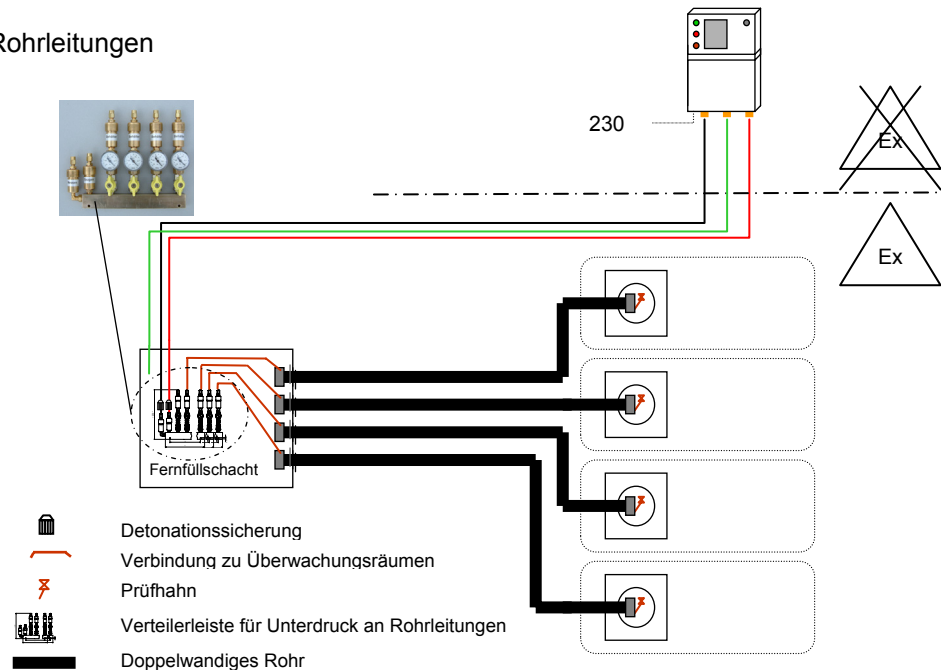 Rohrleitungen
230
Ex
Ex
Fernfüllschacht
Detonationssicherung
Verbindung zu Überwachungsräumen
Prüfhahn
Verteilerleiste für Unterdruck an Rohrleitungen
Doppelwandiges Rohr